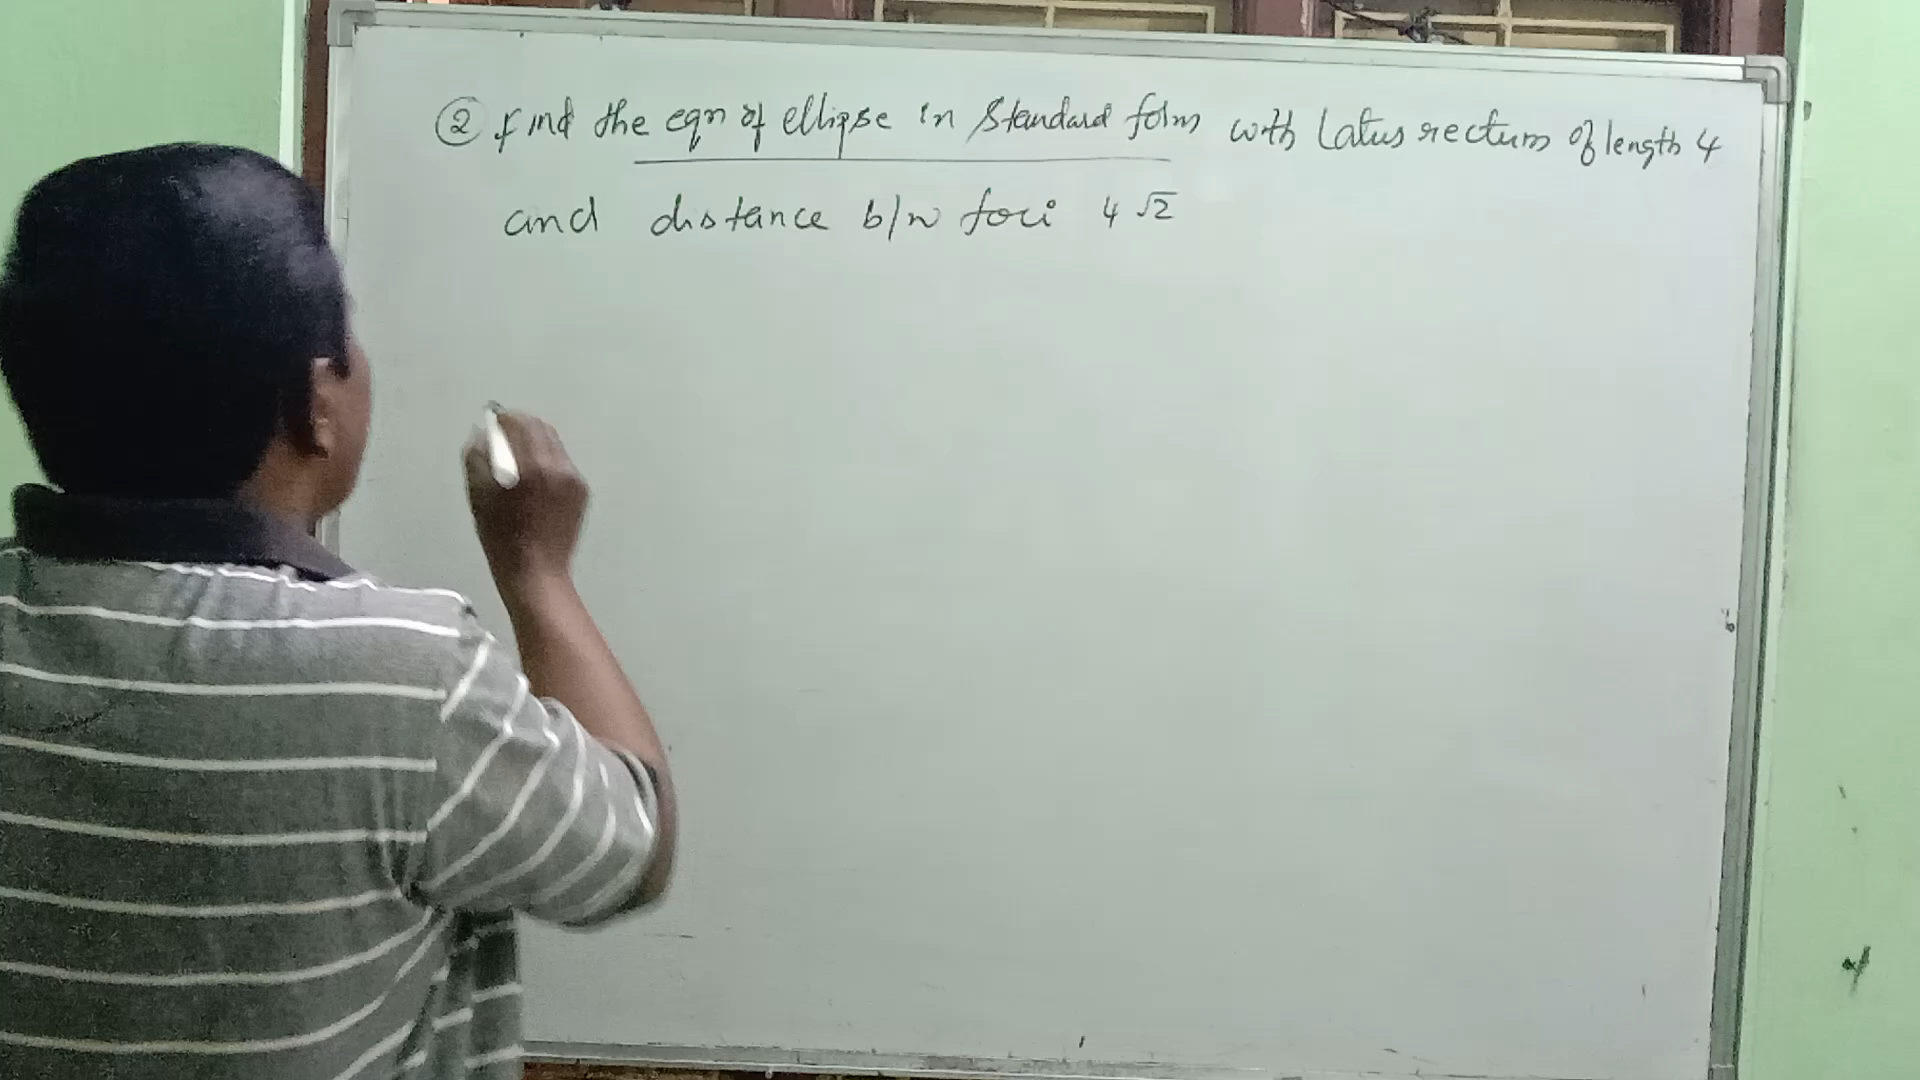 ② Find the eqn of ellipse in Standard form with Latus rectum of length 4
and distance b/w foci 4√2